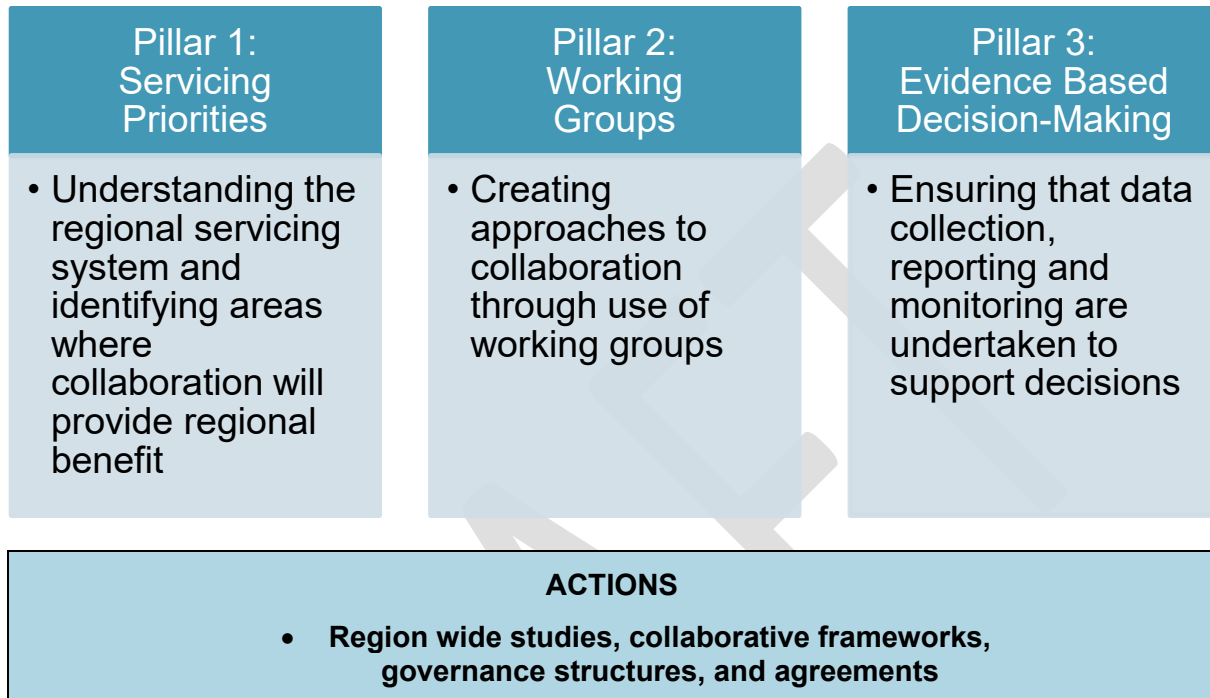 Pillar 1:
Servicing
Priorities
• Understanding the
regional servicing
system and
identifying areas
where
collaboration will
provide regional
benefit
Pillar 2:
Working
Groups
• Creating
approaches to
collaboration
through use of
working groups
Pillar 3:
Evidence Based
Decision-Making
• Ensuring that data
collection,
reporting and
monitoring are
undertaken to
support decisions
ACTIONS
• Region wide studies, collaborative frameworks,
governance structures, and agreements